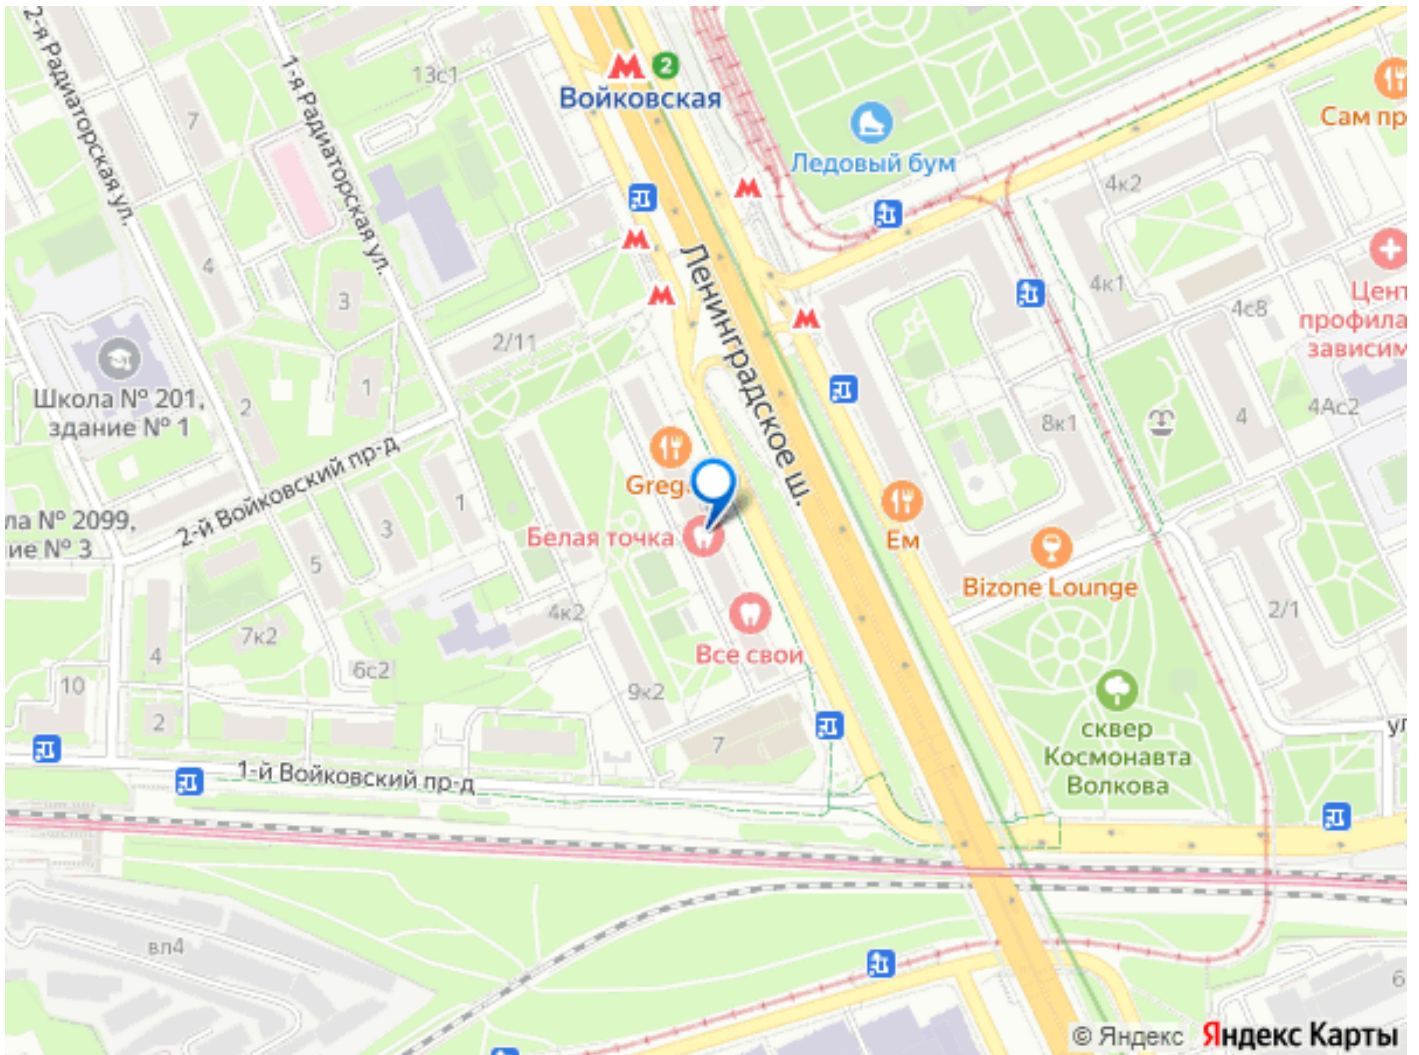 2-я Радиаторская ул.
1-я Радиаторская ул.
13с1
7
2
Войковская
Ледовый бум
Сам пр
4к2
4
3
4к1
4с8
Цент
профила
зависим
2/11
Ленинградское ш.
Школа № 201,
здание № 1
2
1
8к1
4
4Ас2
2-й Войковский пр-д
Grega
1
3
ла № 2099,
ие № 3
Белая точка
Ем
5
Bizone Lounge
4к2
2/1
7к2
4
6с2
Все свои
10
2
9к2
7
сквер
Космонавта
Волкова
ул
1-й Войковский пр-д
вл4
6
© Яндекс Яндекс Карты